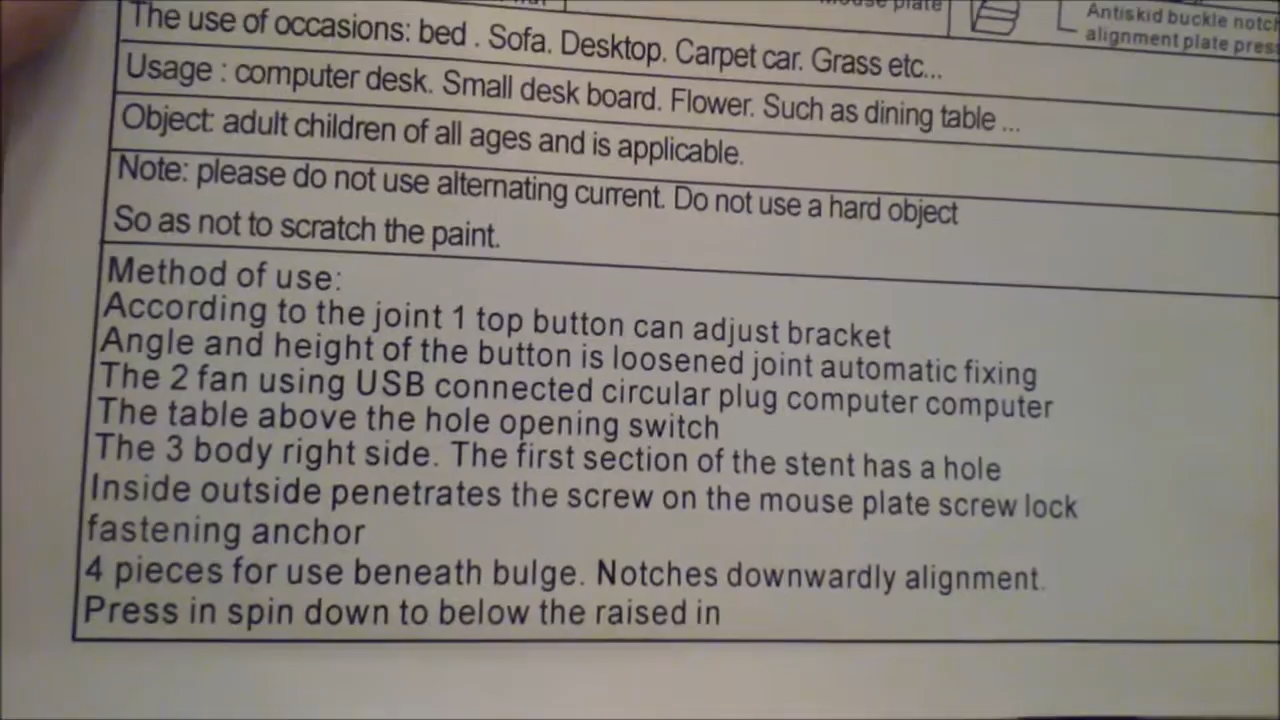 plate
Antiskid buckle notch
alignment plate press
The use of occasions: bed . Sofa. Desktop. Carpet car. Grass etc...
Usage : computer desk. Small desk board. Flower. Such as dining table ...
Object: adult children of all ages and is applicable.
Note: please do not use alternating current. Do not use a hard object
So as not to scratch the paint.
Method of use:
According to the joint 1 top button can adjust bracket
Angle and height of the button is loosened joint automatic fixing
The 2 fan using USB connected circular plug computer computer
The table above the hole opening switch
The 3 body right side. The first section of the stent has a hole
Inside outside penetrates the screw on the mouse plate screw lock
fastening anchor
4 pieces for use beneath bulge. Notches downwardly alignment.
Press in spin down to below the raised in